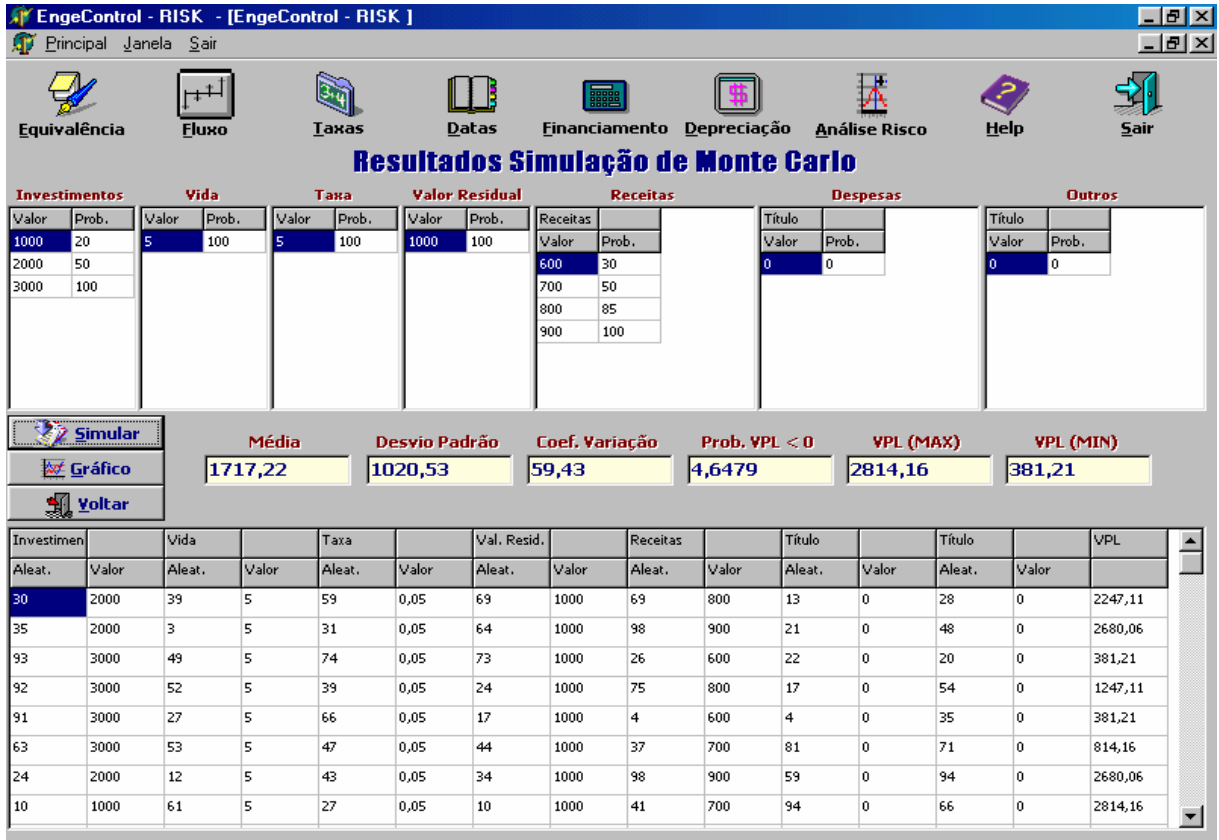 EngeControl - RISK - [EngeControl - RISK ]
Principal Janela Sair
Equivalência Fluxo Taxas Datas Financiamento Depreciação Análise Risco Help Sair
Resultados Simulação de Monte Carlo
Investimentos Vida Taxa Valor Residual Receitas Despesas Outros
Valor Prob. Valor Prob. Valor Prob. Valor Prob. Receitas Título Título
1000 20 5 100 5 100 1000 100 Valor Prob. Valor Prob. Valor Prob.
2000 50 600 30 0 0 0 0
3000 100 700 50
800 85
900 100
Simular
Gráfico
Voltar
Média Desvio Padrão Coef. Variação Prob. VPL < 0 VPL (MAX) VPL (MIN)
1717,22 1020,53 59,43 4,6479 2814,16 381,21
Investimen Vida Taxa Val. Resid. Receitas Título Título VPL
Aleat. Valor Aleat. Valor Aleat. Valor Aleat. Valor Aleat. Valor Aleat. Valor Aleat. Valor
30 2000 39 5 59 0,05 69 1000 69 800 13 0 28 0 2247,11
35 2000 3 5 31 0,05 64 1000 98 900 21 0 48 0 2680,06
93 3000 49 5 74 0,05 73 1000 26 600 22 0 20 0 381,21
92 3000 52 5 39 0,05 24 1000 75 800 17 0 54 0 1247,11
91 3000 27 5 66 0,05 17 1000 4 600 4 0 35 0 381,21
63 3000 53 5 47 0,05 44 1000 37 700 81 0 71 0 814,16
24 2000 12 5 43 0,05 34 1000 98 900 59 0 94 0 2680,06
10 1000 61 5 27 0,05 10 1000 41 700 94 0 66 0 2814,16